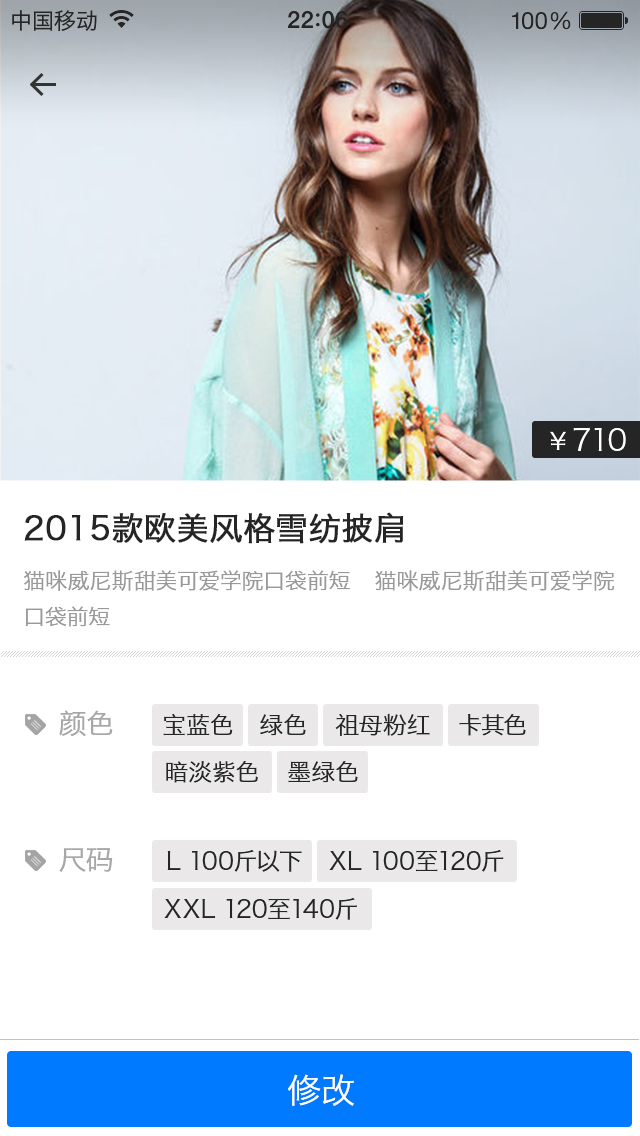 中国移动 22:06 100%
¥710
2015款欧美风格雪纺披肩
猫咪威尼斯甜美可爱学院口袋前短 猫咪威尼斯甜美可爱学院
口袋前短
颜色 宝蓝色 绿色 祖母粉红 卡其色
暗淡紫色 墨绿色
尺码 L 100斤以下 XL 100至120斤
XXL 120至140斤
修改